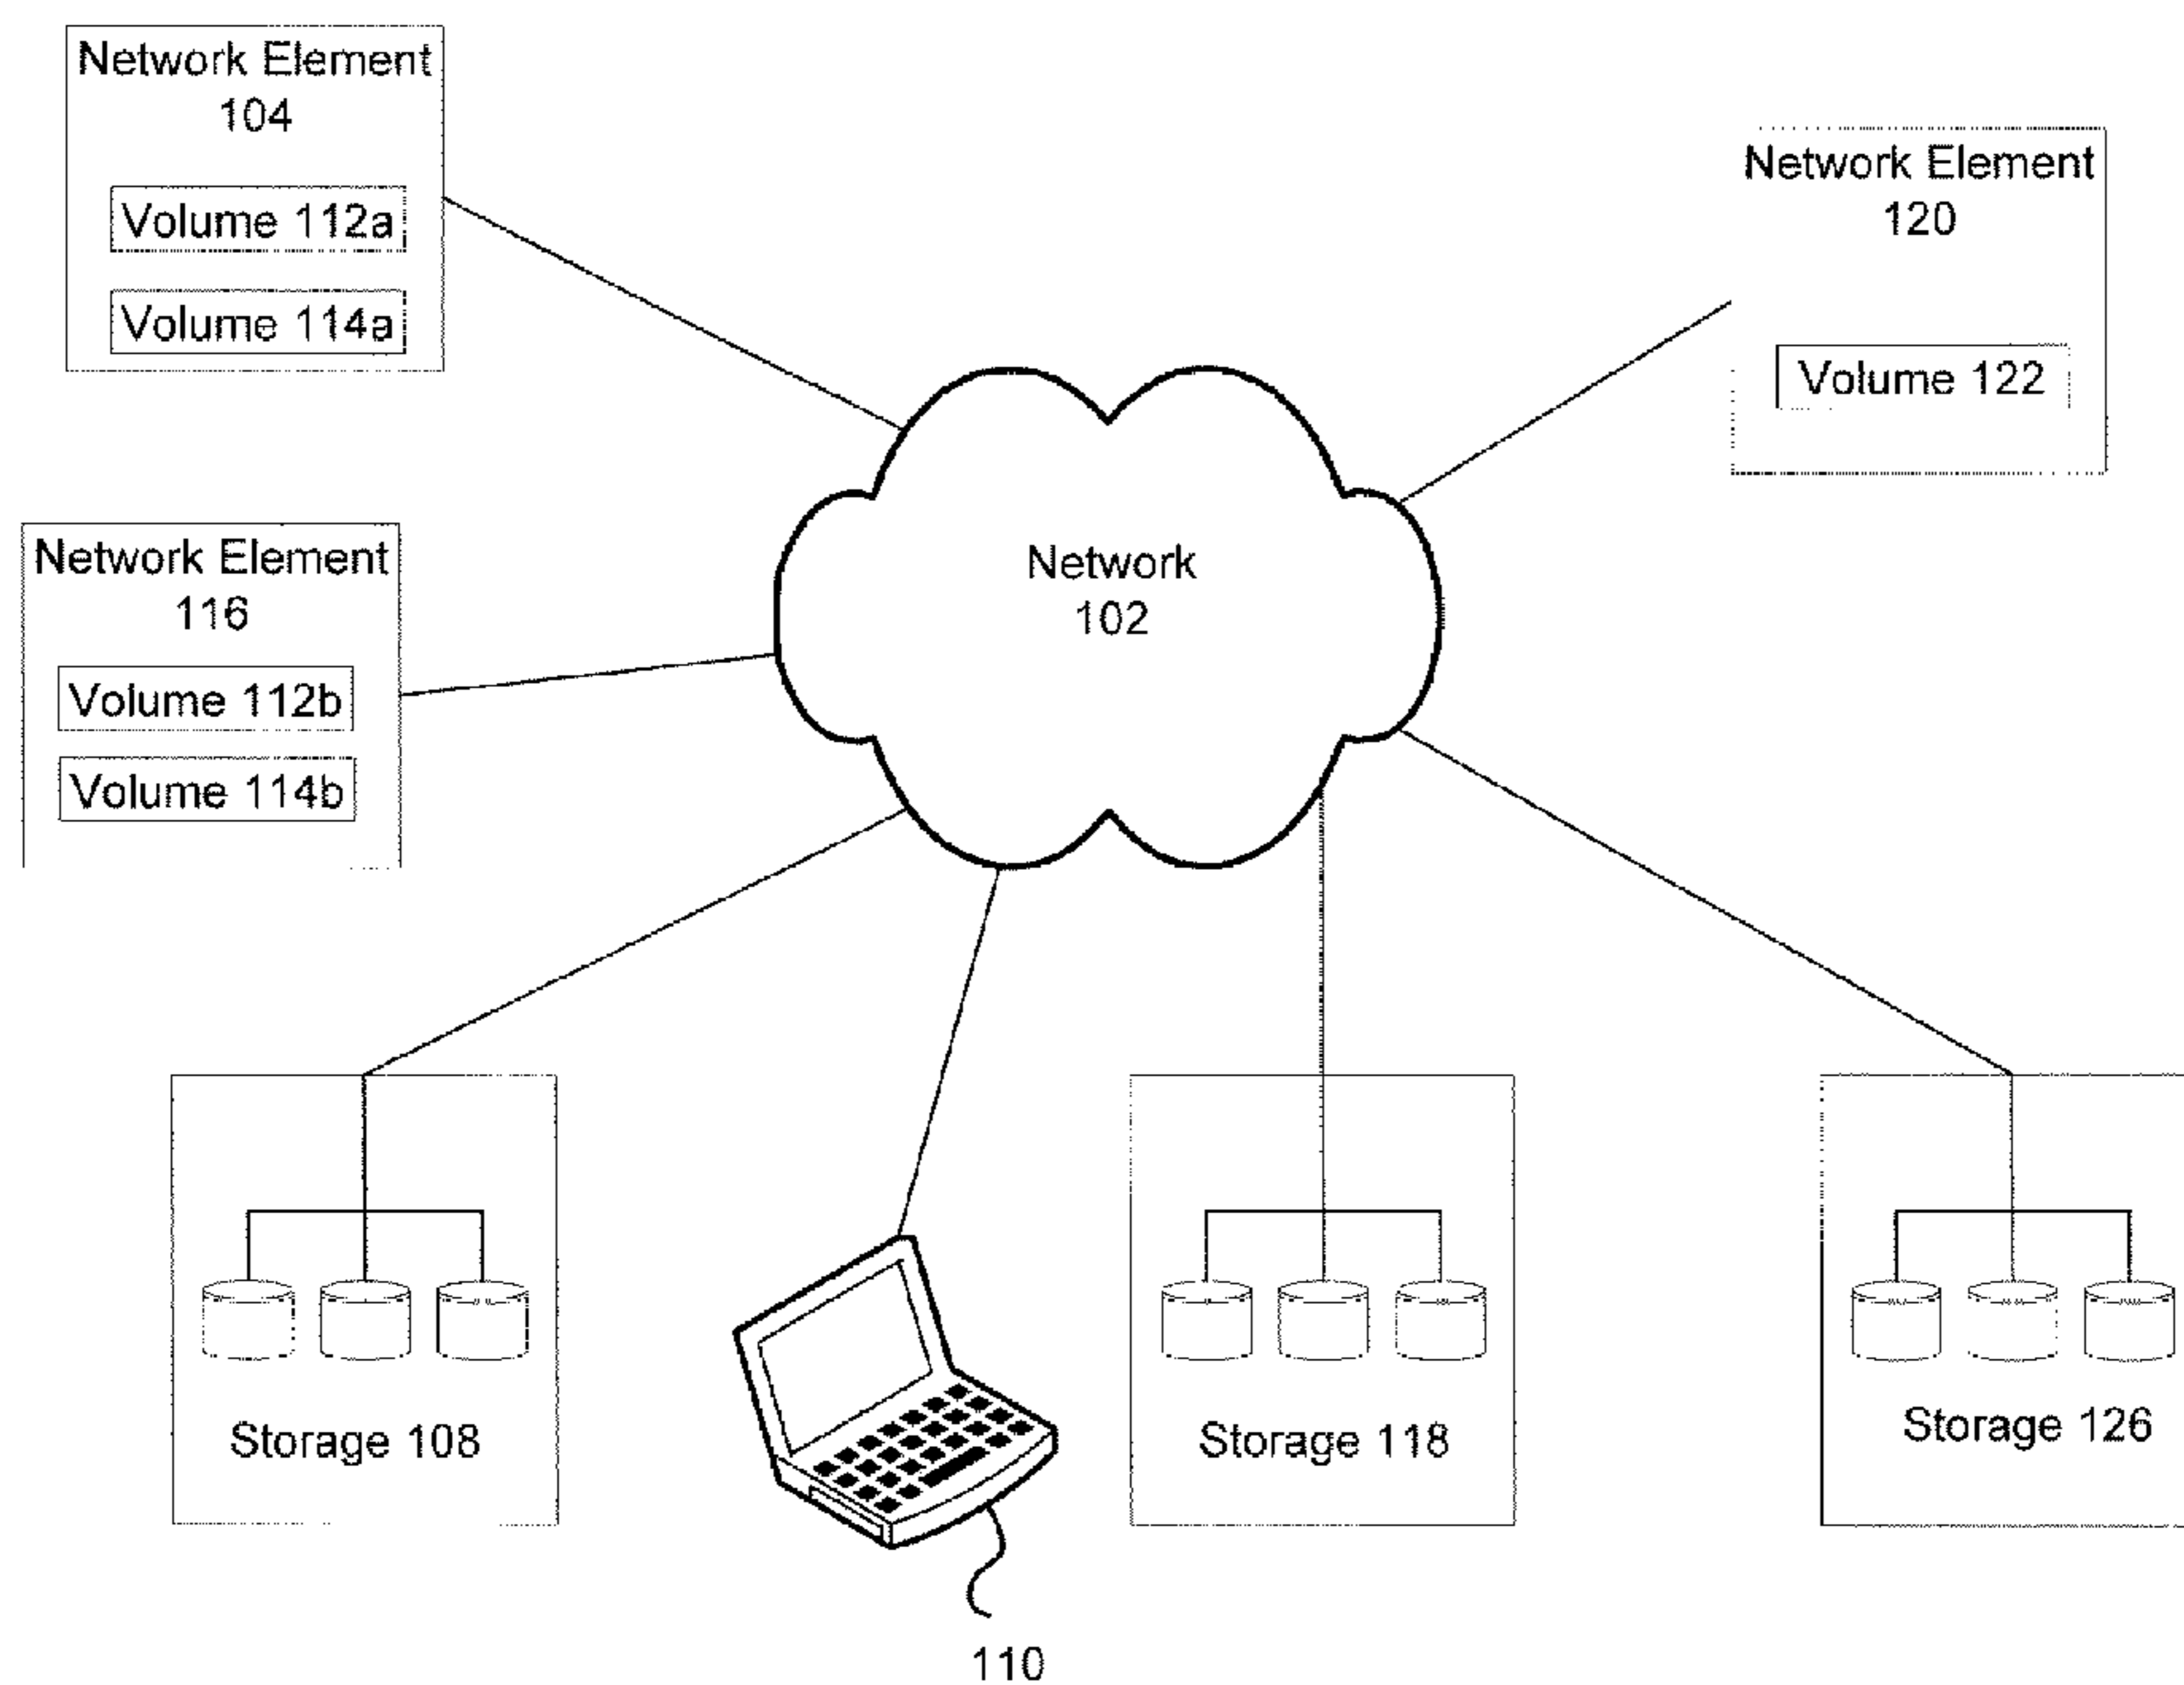 Network Element
104
Volume 112a
Volume 114a
Network Element
120
Volume 122
Network Element
116
Volume 112b
Volume 114b
Network
102
Storage 108
Storage 118
Storage 126
110